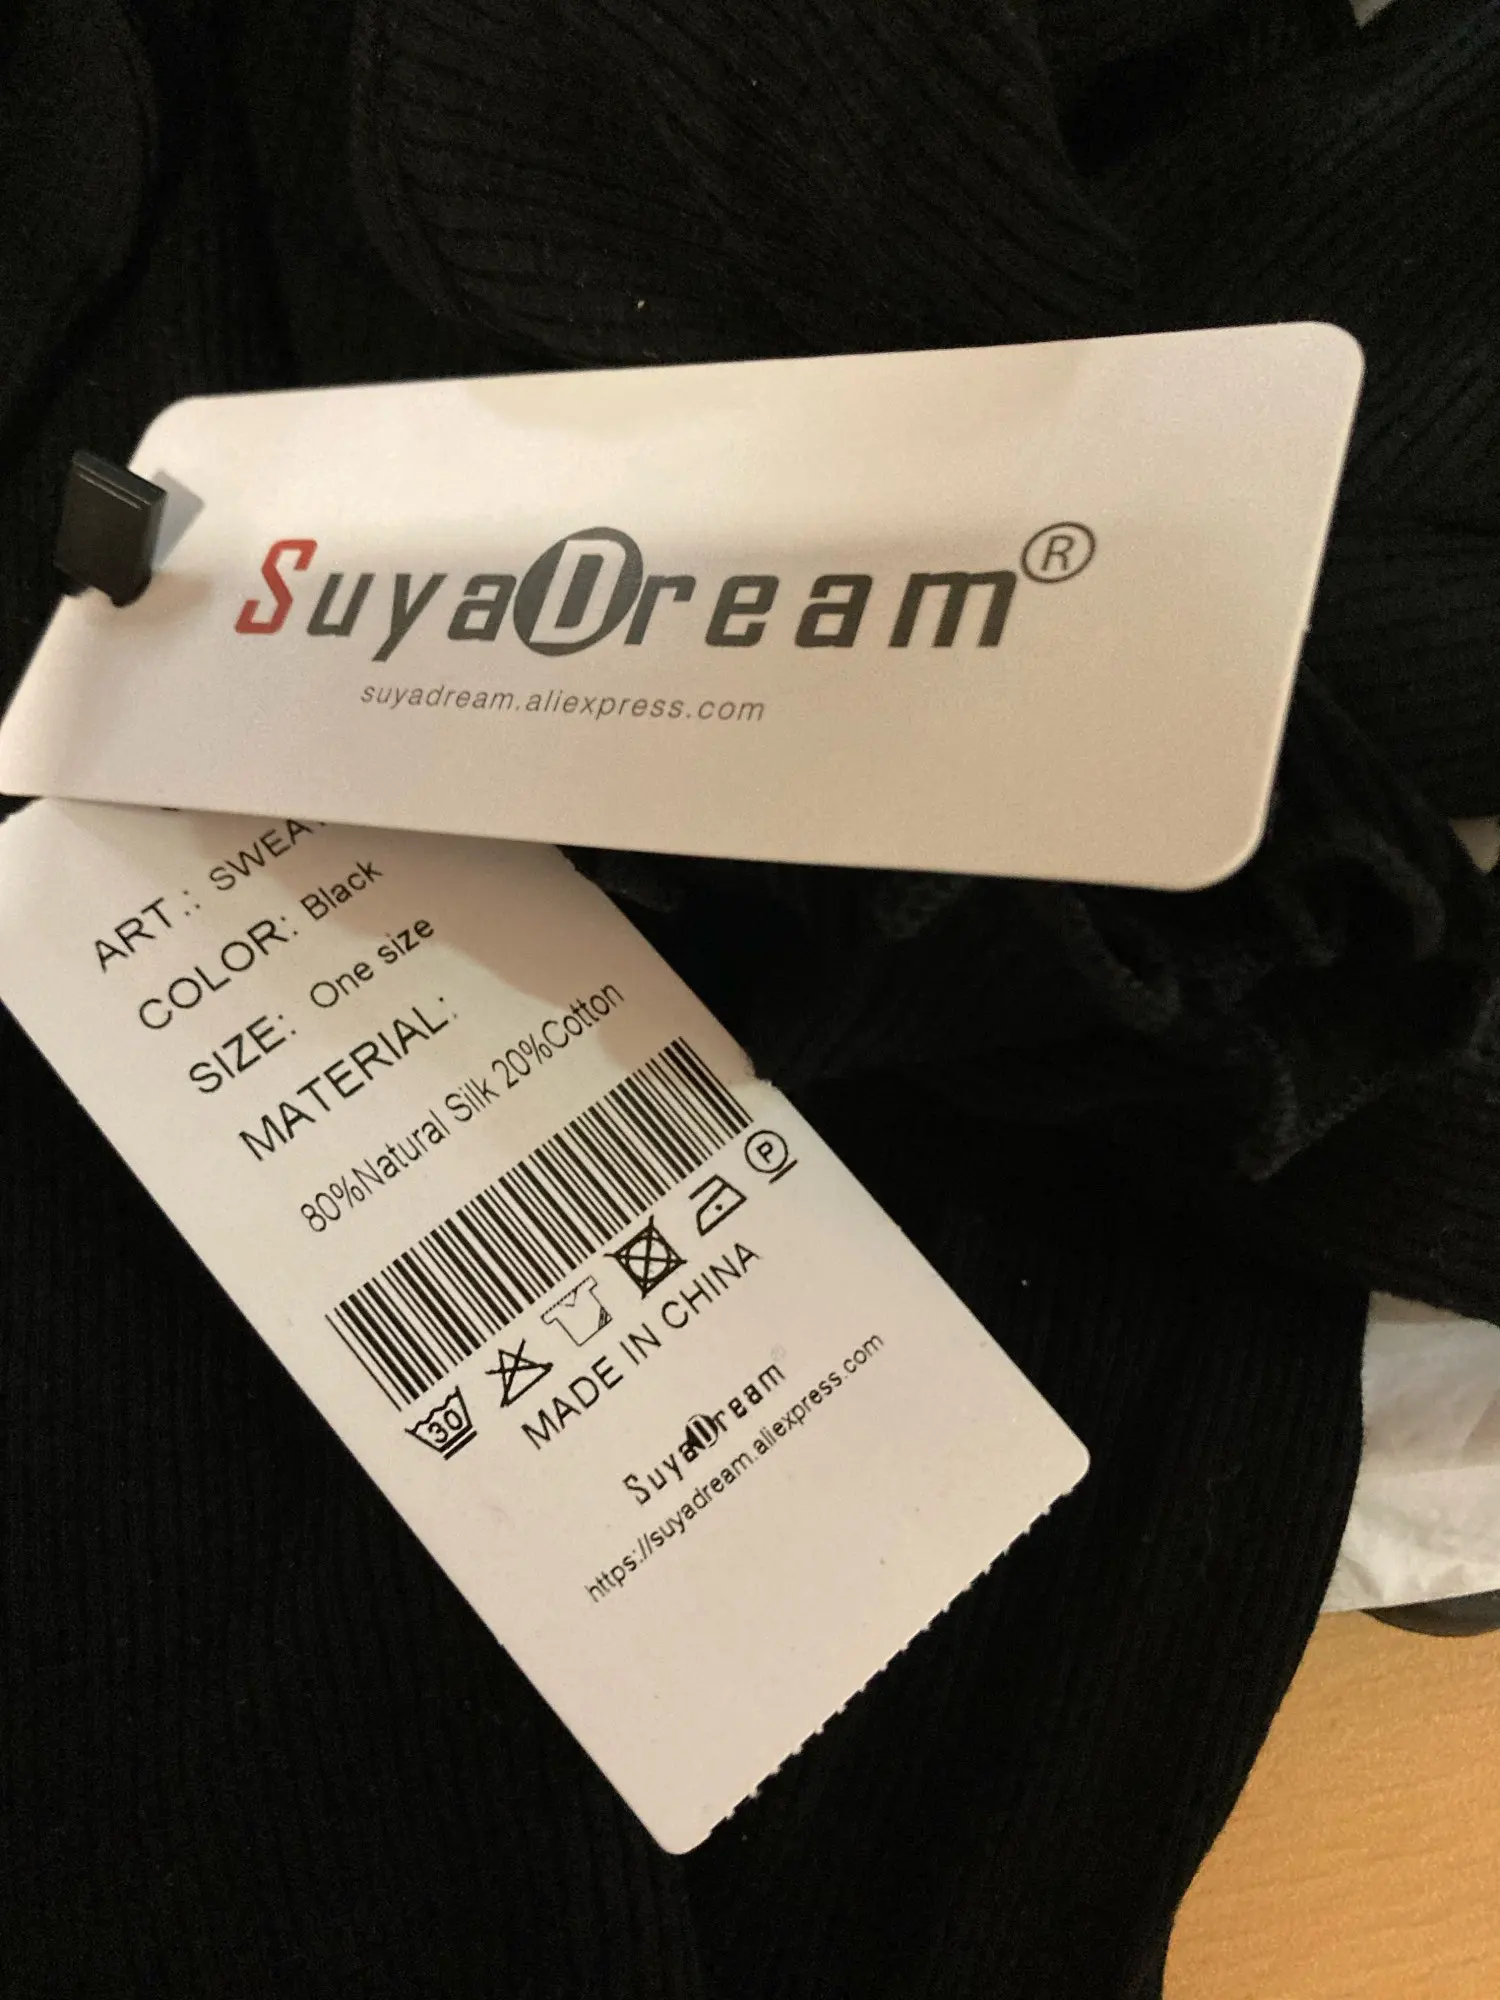 SuyaDream®
suyadream.aliexpress.com
ART.:
COLOR: Black
SIZE: One size
MATERIAL:
80%Natural Silk 20%Cotton
30
P
MADE IN CHINA
SuyaDream®
https://suyadream.aliexpress.com